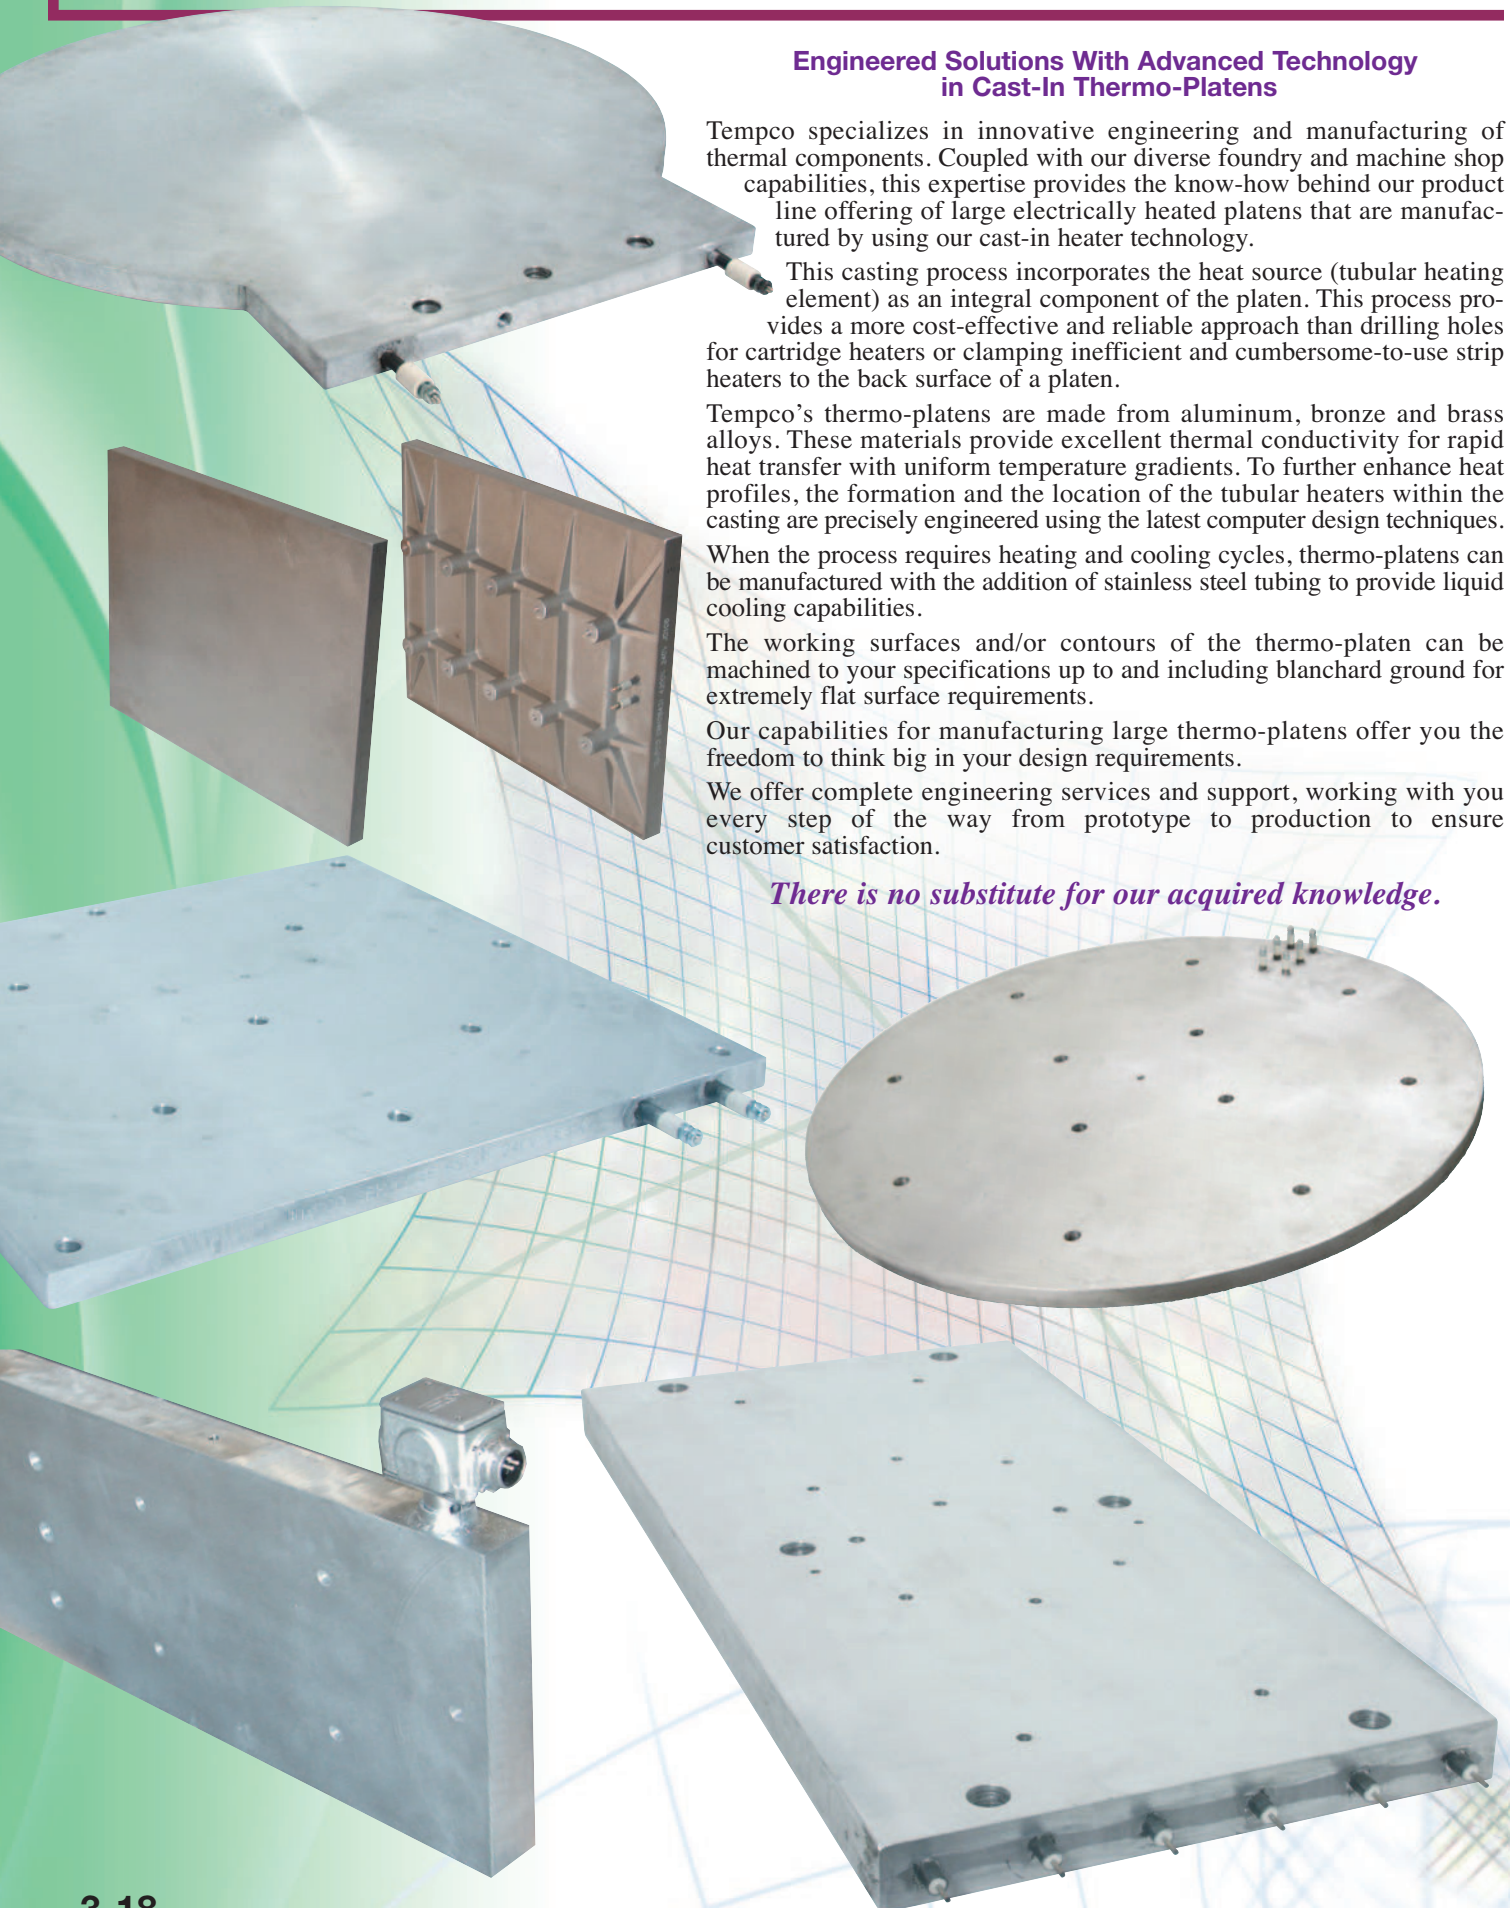 Engineered Solutions With Advanced Technology
in Cast-In Thermo-Platens
Tempco specializes in innovative engineering and manufacturing of
thermal components. Coupled with our diverse foundry and machine shop
capabilities, this expertise provides the know-how behind our product
line offering of large electrically heated platens that are manufac-
tured by using our cast-in heater technology.
This casting process incorporates the heat source (tubular heating
element) as an integral component of the platen. This process pro-
vides a more cost-effective and reliable approach than drilling holes
for cartridge heaters or clamping inefficient and cumbersome-to-use strip
heaters to the back surface of a platen.
Tempco’s thermo-platens are made from aluminum, bronze and brass
alloys. These materials provide excellent thermal conductivity for rapid
heat transfer with uniform temperature gradients. To further enhance heat
profiles, the formation and the location of the tubular heaters within the
casting are precisely engineered using the latest computer design techniques.
When the process requires heating and cooling cycles, thermo-platens can
be manufactured with the addition of stainless steel tubing to provide liquid
cooling capabilities.
The working surfaces and/or contours of the thermo-platen can be
machined to your specifications up to and including blanchard ground for
extremely flat surface requirements.
Our capabilities for manufacturing large thermo-platens offer you the
freedom to think big in your design requirements.
We offer complete engineering services and support, working with you
every step of the way from prototype to production to ensure
customer satisfaction.
There is no substitute for our acquired knowledge.
3-18